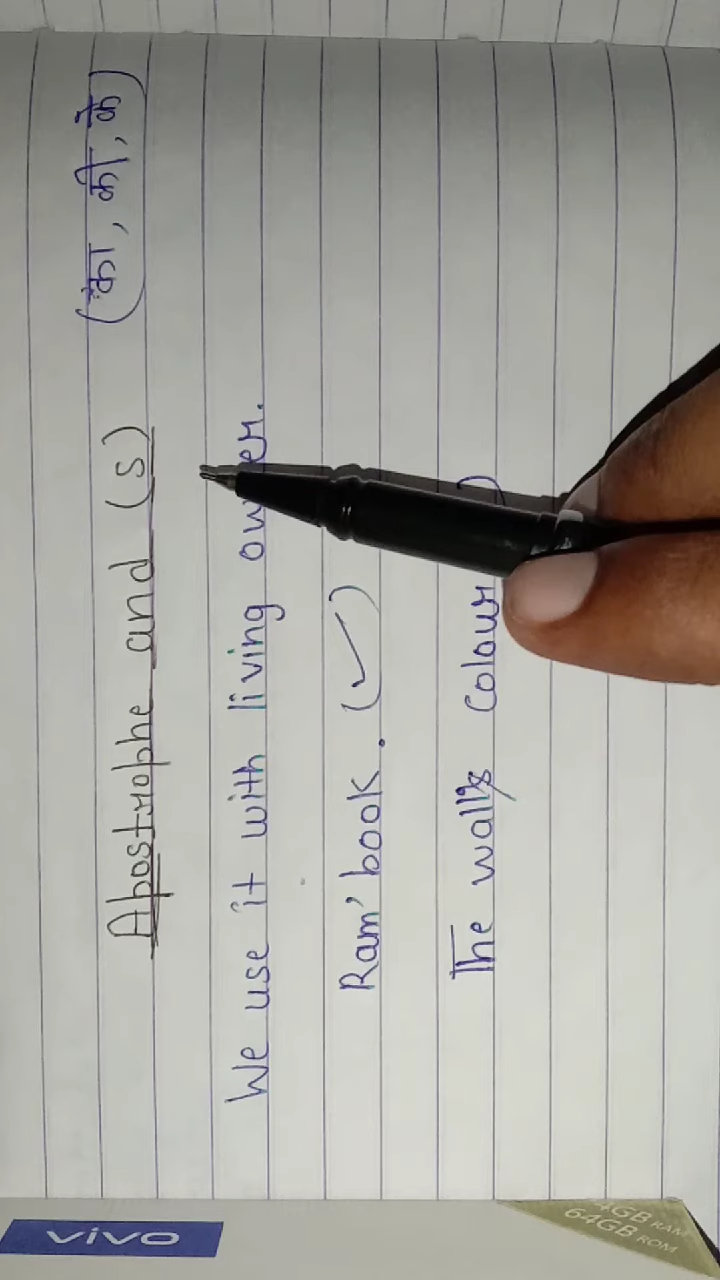 Apostrophe and (s) (का, की, के)
We use it with living owner.
Ram' book. (✓)
The wall's colour )
vivo
4GB RAM
64GB ROM